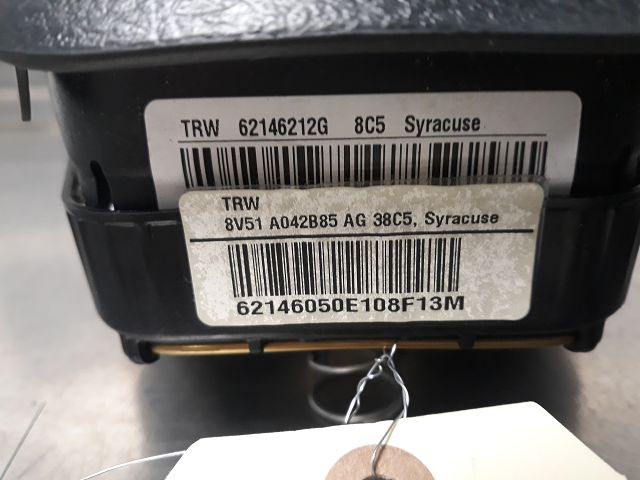 TRW 62146212G 8C5 Syracuse
TRW
8V51 A042B85 AG 38C5, Syracuse
62146050E108F13M